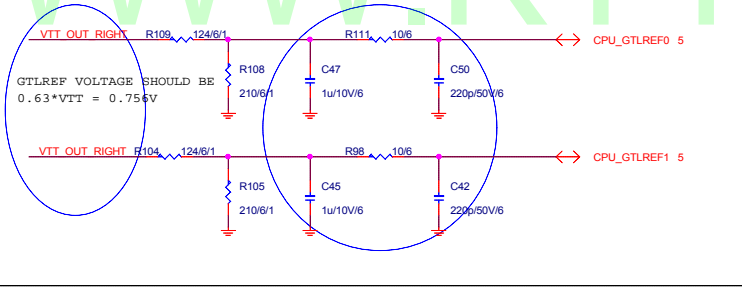 VTT_OUT_RIGHT R109 124/6/1 R111 10/6 CPU_GTLREF0 5
R108 C47 C50
210/6/1 1u/10V/6 220p/50V/6
GTLREF VOLTAGE SHOULD BE
0.63*VTT = 0.756V
VTT_OUT_RIGHT R104 124/6/1 R98 10/6 CPU_GTLREF1 5
R105 C45 C42
210/6/1 1u/10V/6 220p/50V/6